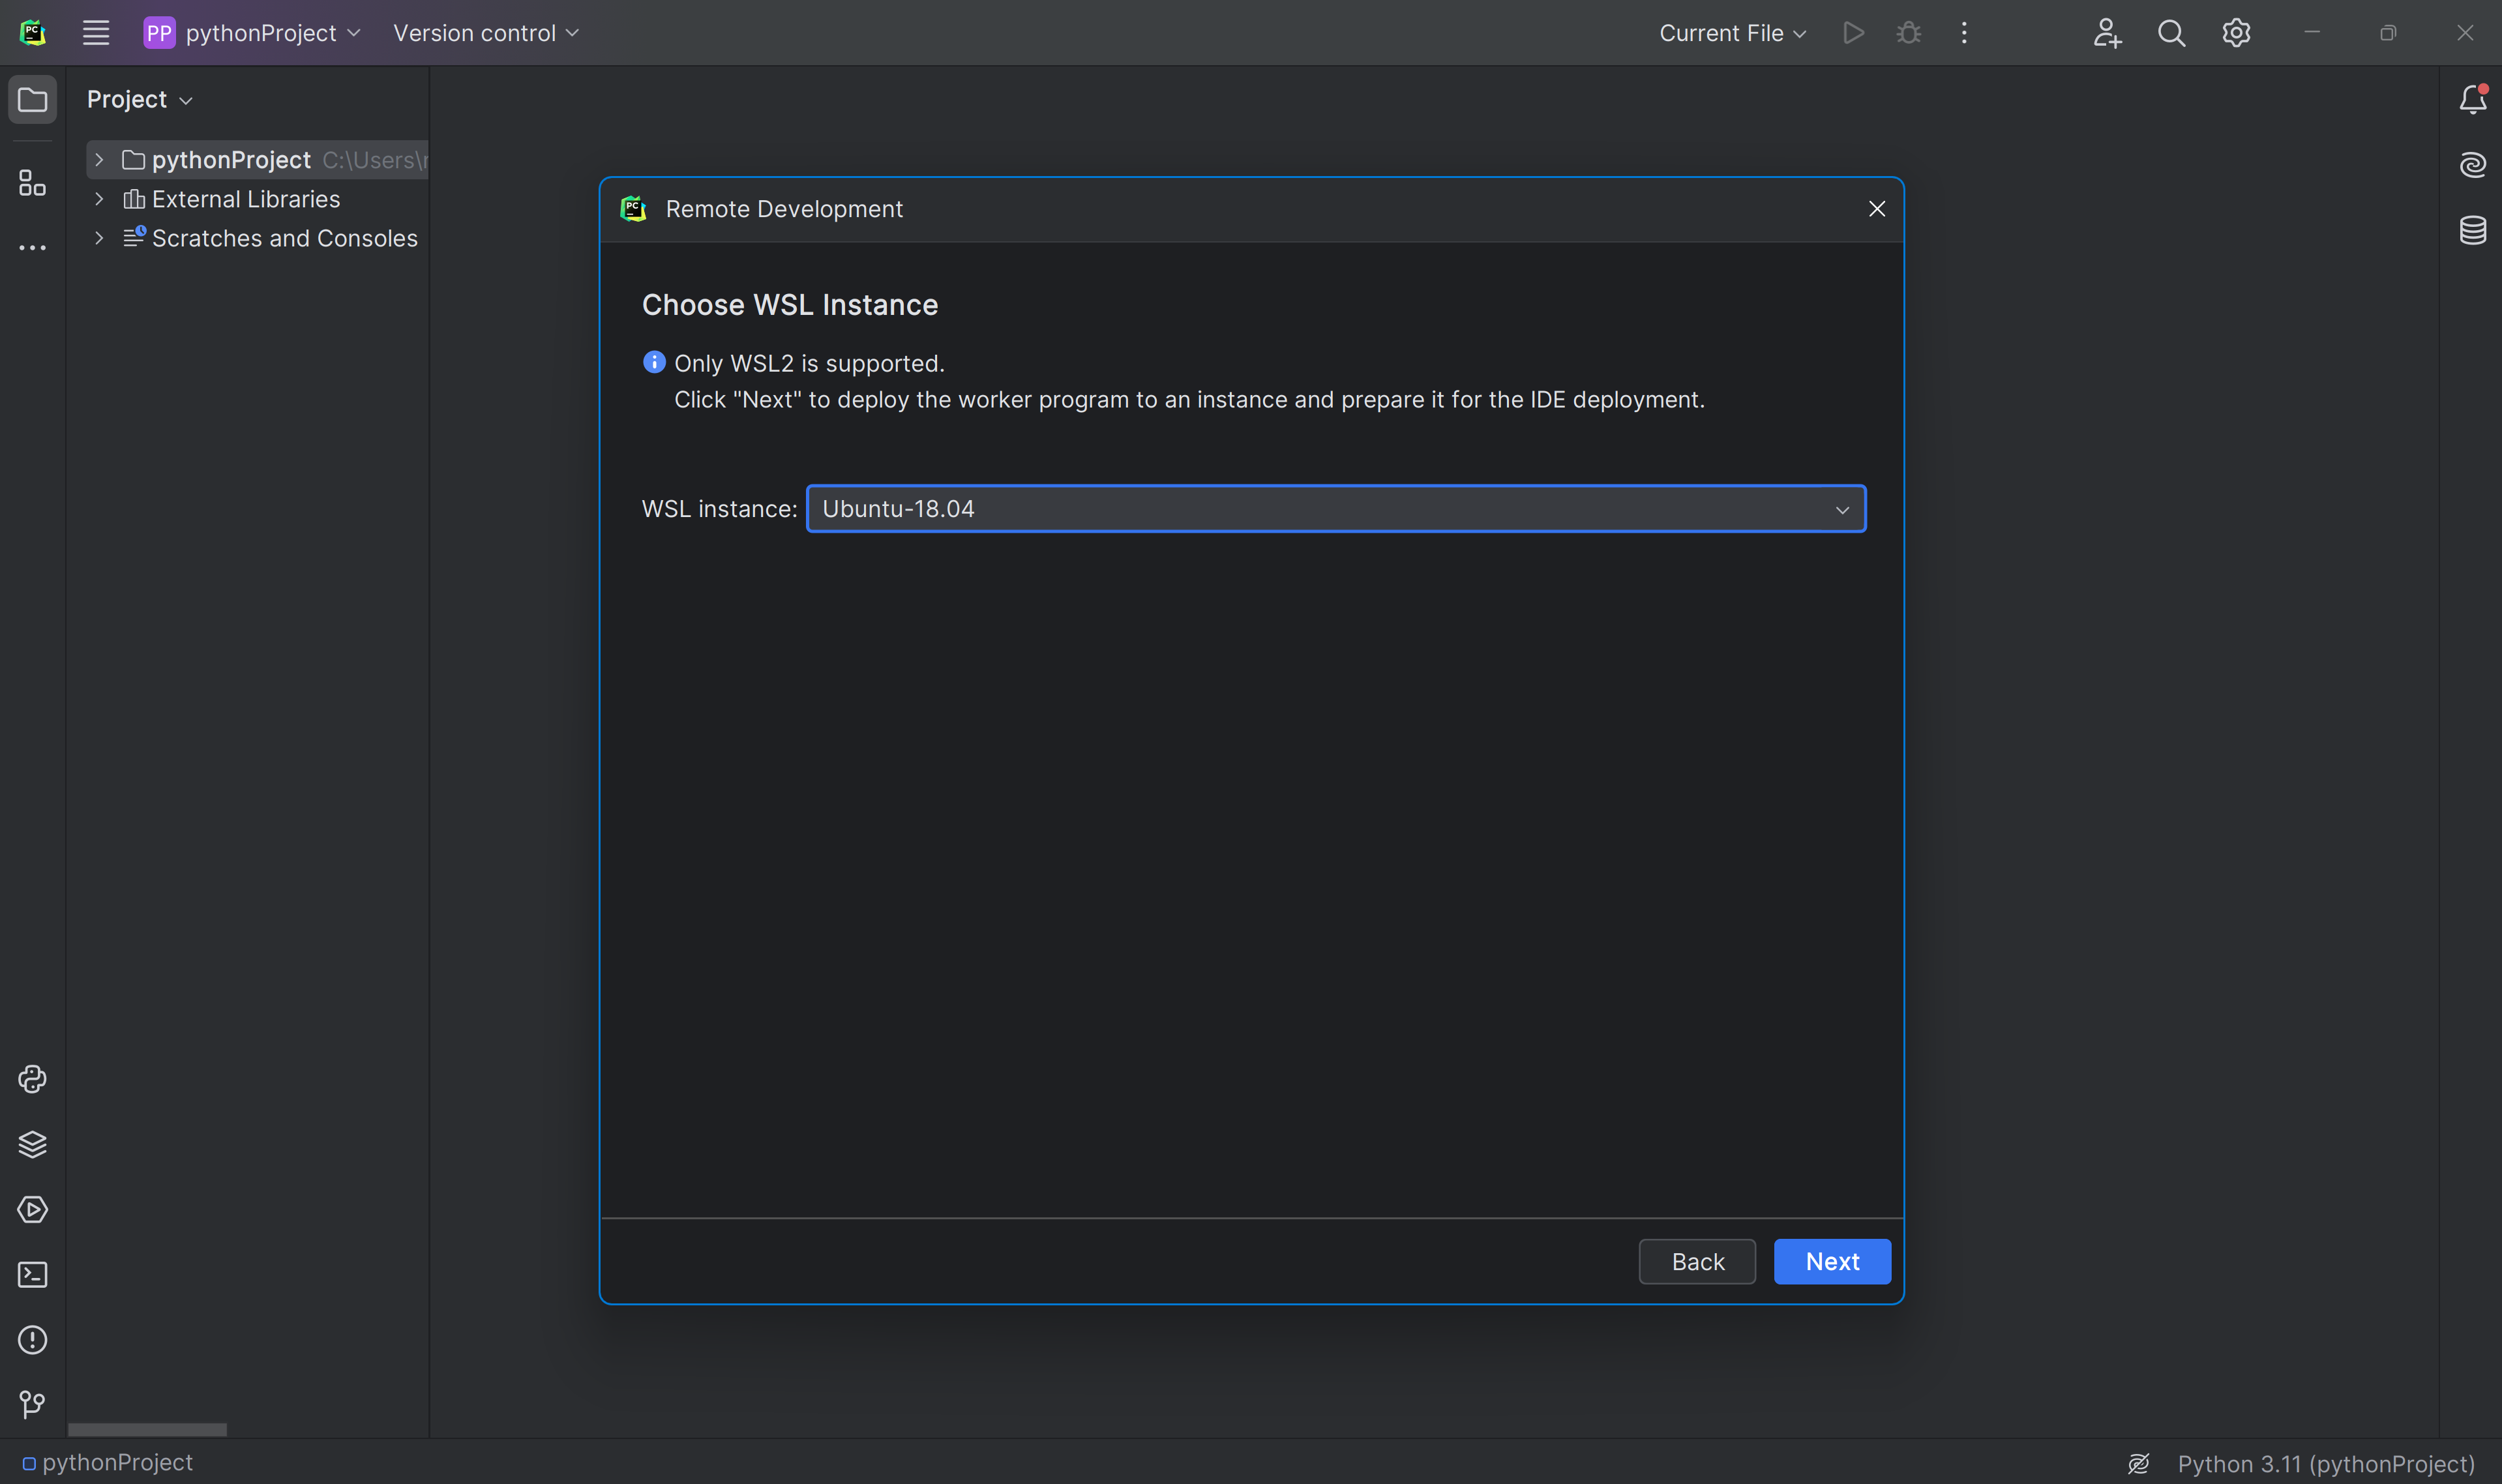 PC
PP pythonProject
Version control
Current File
Project
pythonProject C:\Users\
External Libraries
Scratches and Consoles
PC Remote Development
Choose WSL Instance
Only WSL2 is supported.
Click "Next" to deploy the worker program to an instance and prepare it for the IDE deployment.
WSL instance: Ubuntu-18.04
Back
Next
pythonProject
Python 3.11 (pythonProject)